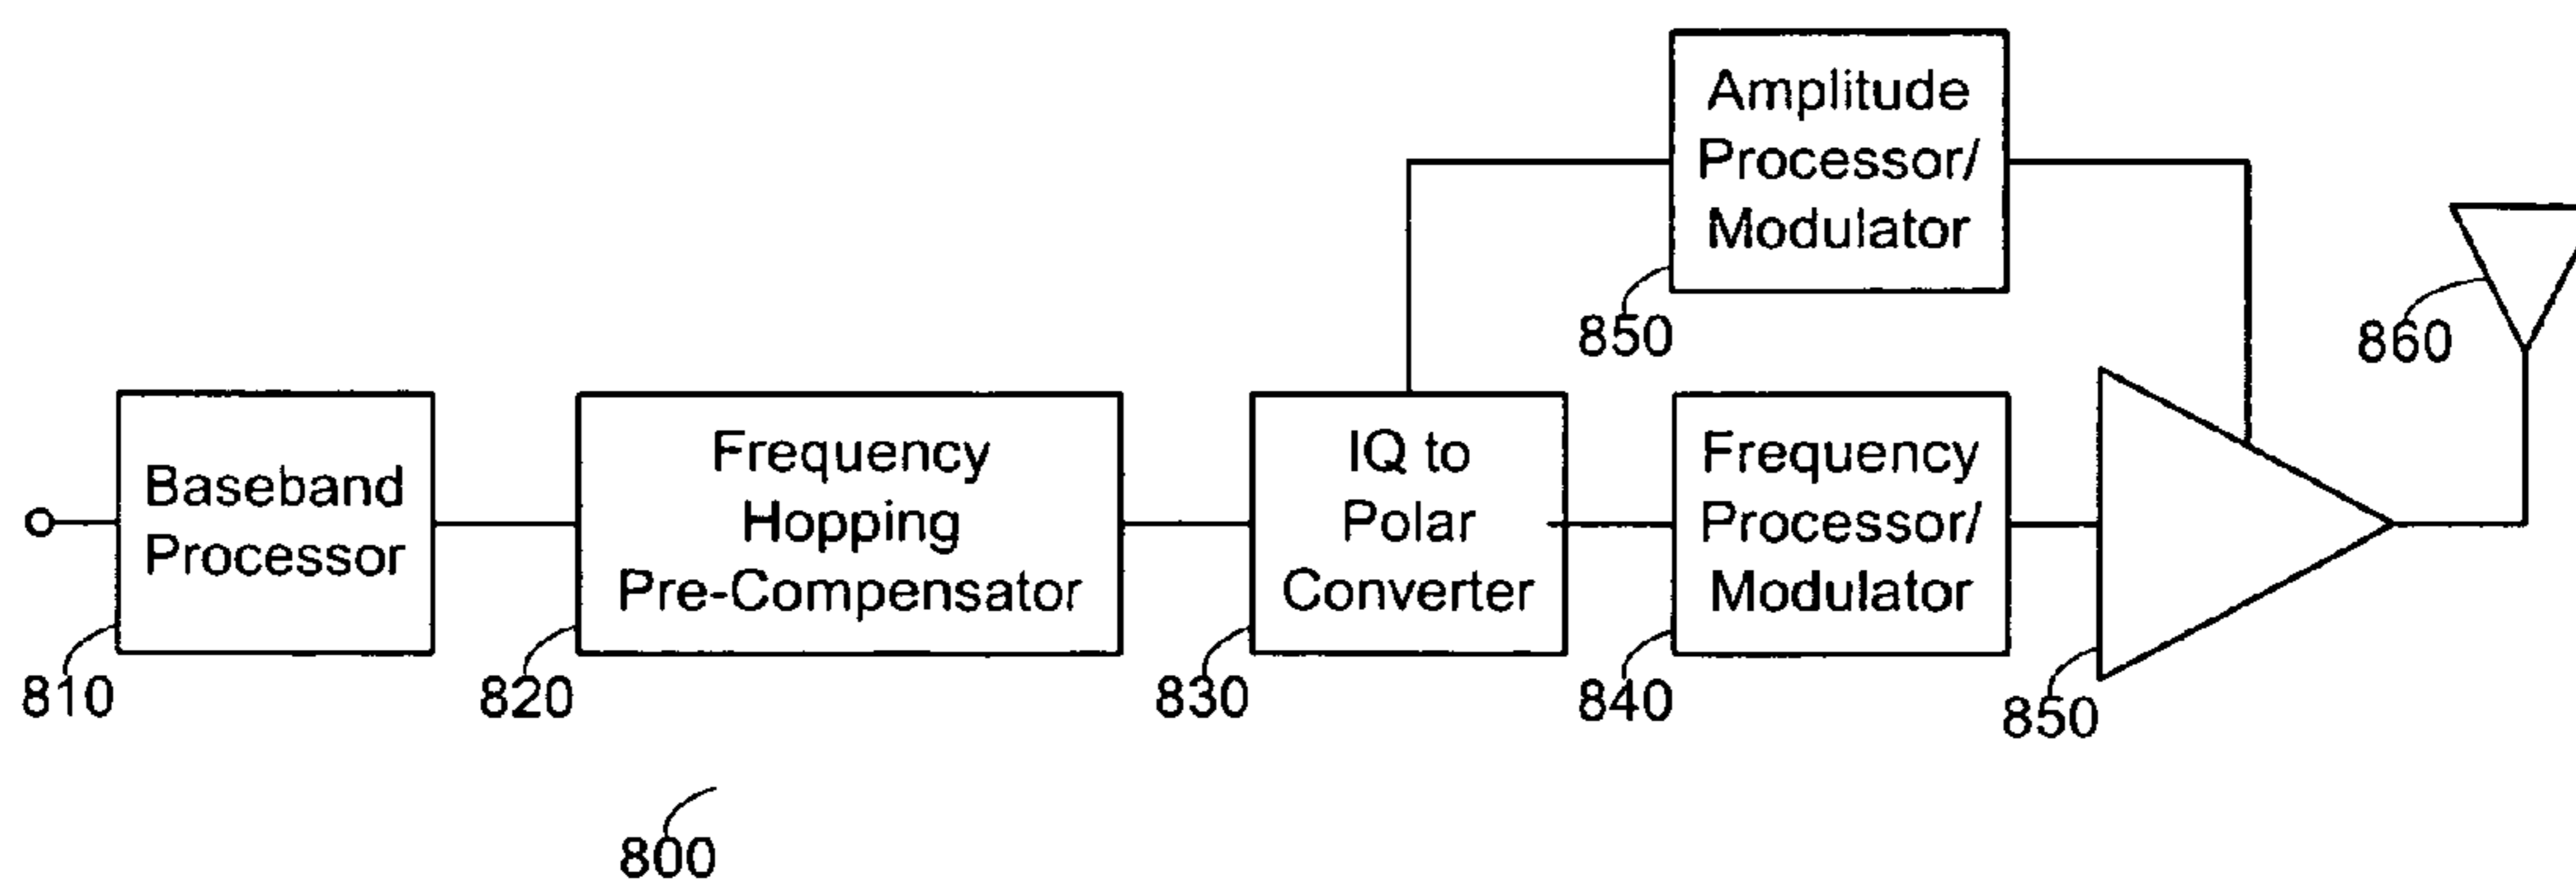 Amplitude
Processor/
Modulator
850
860
Baseband
Processor
810
Frequency
Hopping
Pre-Compensator
820
IQ to
Polar
Converter
830
Frequency
Processor/
Modulator
840
850
800